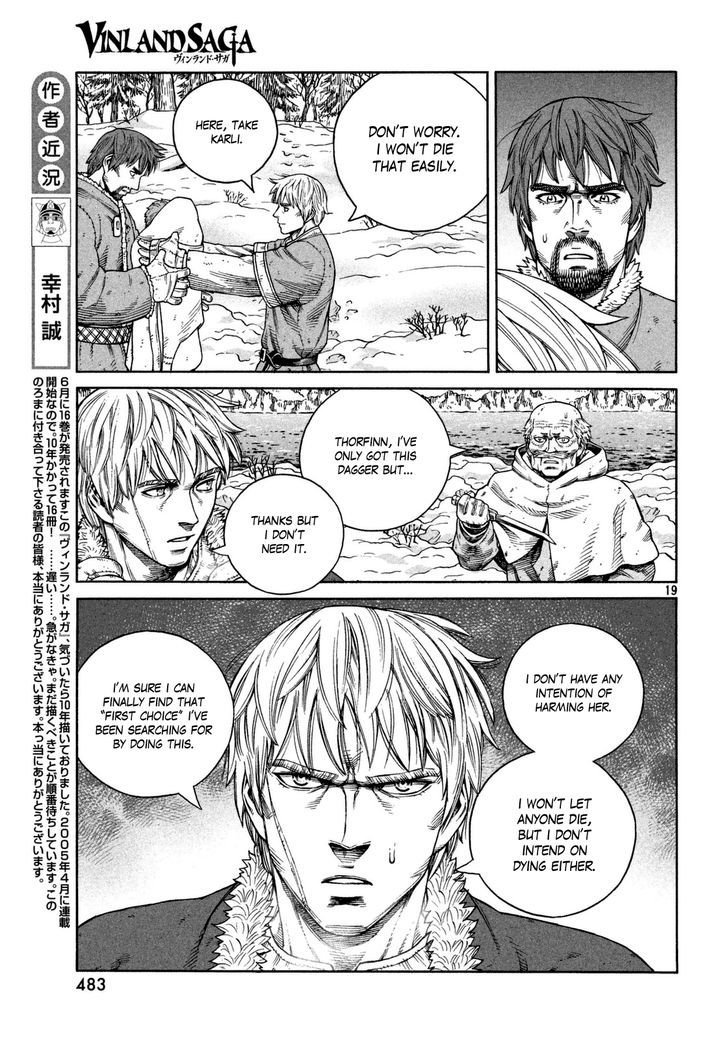 VINLAND SAGA
ヴィンランド・サガ
作者近況
幸村誠
6月に16巻が発売されますこの『ヴィンランド・サガ』、気づいたら10年描いておりました。2005年4月に連載
開始なので。10年かかって16冊!……遅い……。急がなきゃ。まだ描くべきことが順番待ちしています。この
のろまに付き合って下さる読者の皆様、本当にありがとうございます。本っ当にありがとうございます。
DON'T WORRY.
I WON'T DIE
THAT EASILY.
HERE, TAKE
KARLI.
THORFINN, I'VE
ONLY GOT THIS
DAGGER BUT...
THANKS BUT I
DON'T
NEED IT.
19
I DON'T HAVE ANY
INTENTION OF
HARMING HER.
I WON'T LET
ANYONE DIE,
BUT I DON'T
INTEND ON
DYING EITHER.
I'M SURE I CAN
FINALLY FIND THAT
"FIRST CHOICE" I'VE
BEEN SEARCHING FOR
BY DOING THIS.
483